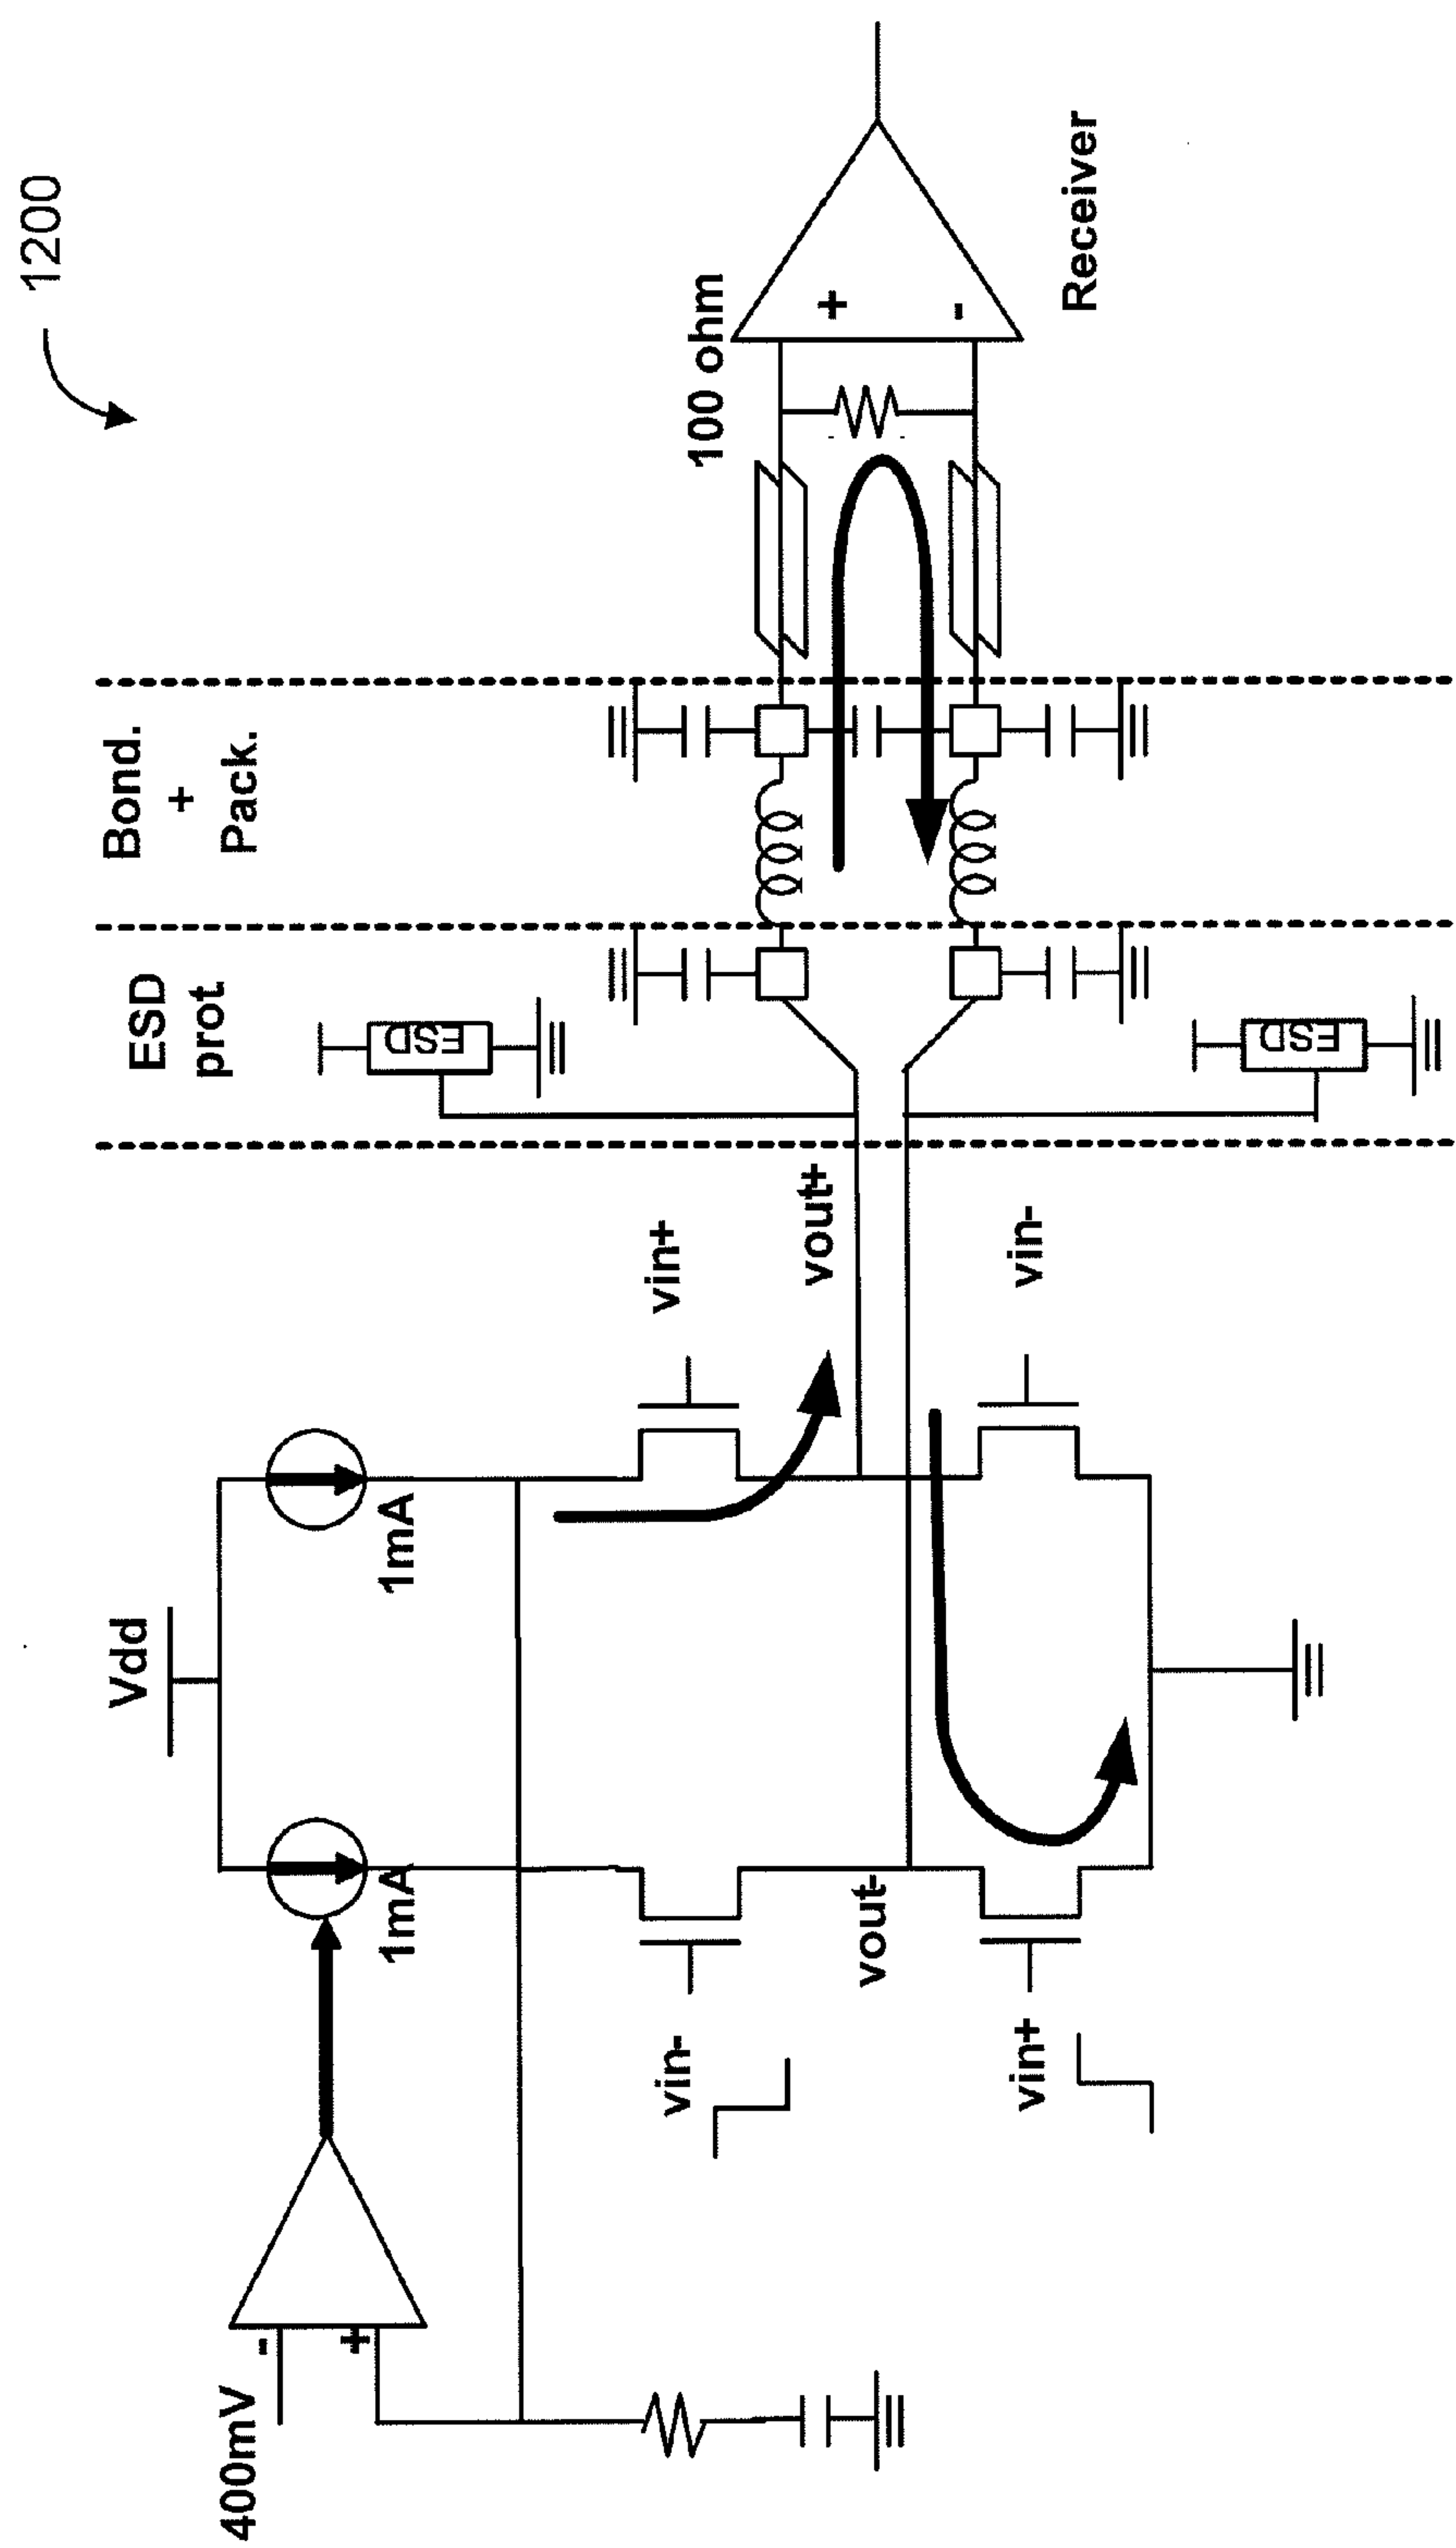 1200
Vdd
1mA
1mA
400mV
-
+
vin-
vin+
vin+
vin-
vout-
vout+
ESD
prot
ESD
ESD
Bond.
+
Pack.
100 ohm
+
-
Receiver